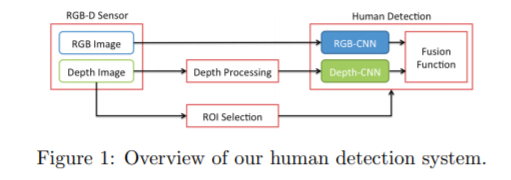 RGB-D Sensor
Human Detection
RGB Image
RGB-CNN
Fusion
Function
Depth Image
Depth Processing
Depth-CNN
ROI Selection
Figure 1: Overview of our human detection system.